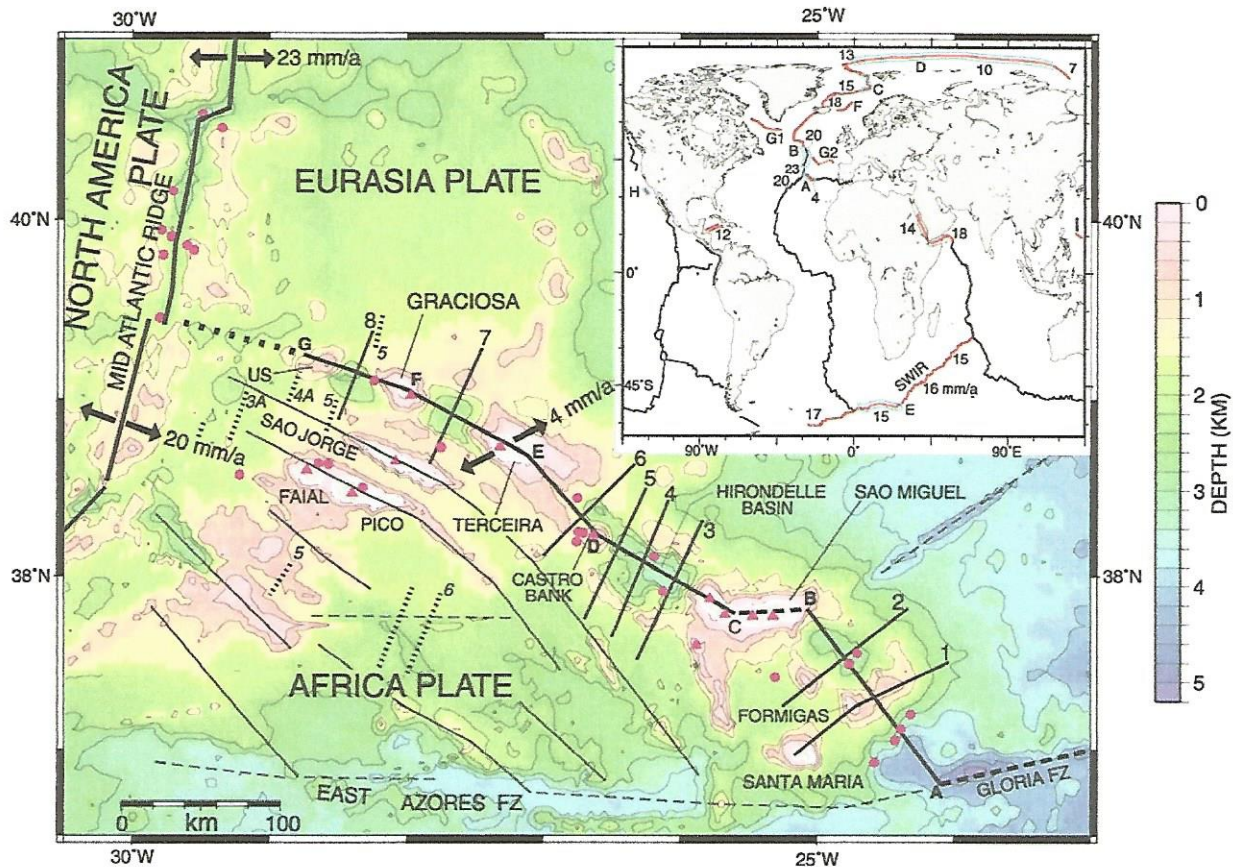 30˚W
25˚W
23 mm/a
NORTH AMERICA
PLATE
MID ATLANTIC RIDGE
EURASIA PLATE
40˚N
40˚N
GRACIOSA
8
5
7
G
F
US
3A
4A
5
4 mm/a
20 mm/a
SAO JORGE
E
FAIAL
PICO
TERCEIRA
6
5
4
3
HIRONDELLE
BASIN
SAO MIGUEL
D
CASTRO
BANK
38˚N
38˚N
5
6
C
B
2
1
AFRICA PLATE
FORMIGAS
SANTA MARIA
A
GLORIA FZ
EAST
AZORES FZ
0
100
km
30˚W
25˚W
13
D
10
7
15
C
18
F
G1
20
B
G2
23
20
A
4
H
12
14
18
I
0˚
45˚S
15
SWIR
16 mm/a
17
15
E
90˚W
0˚
90˚E
0
1
2
3
4
5
DEPTH (KM)